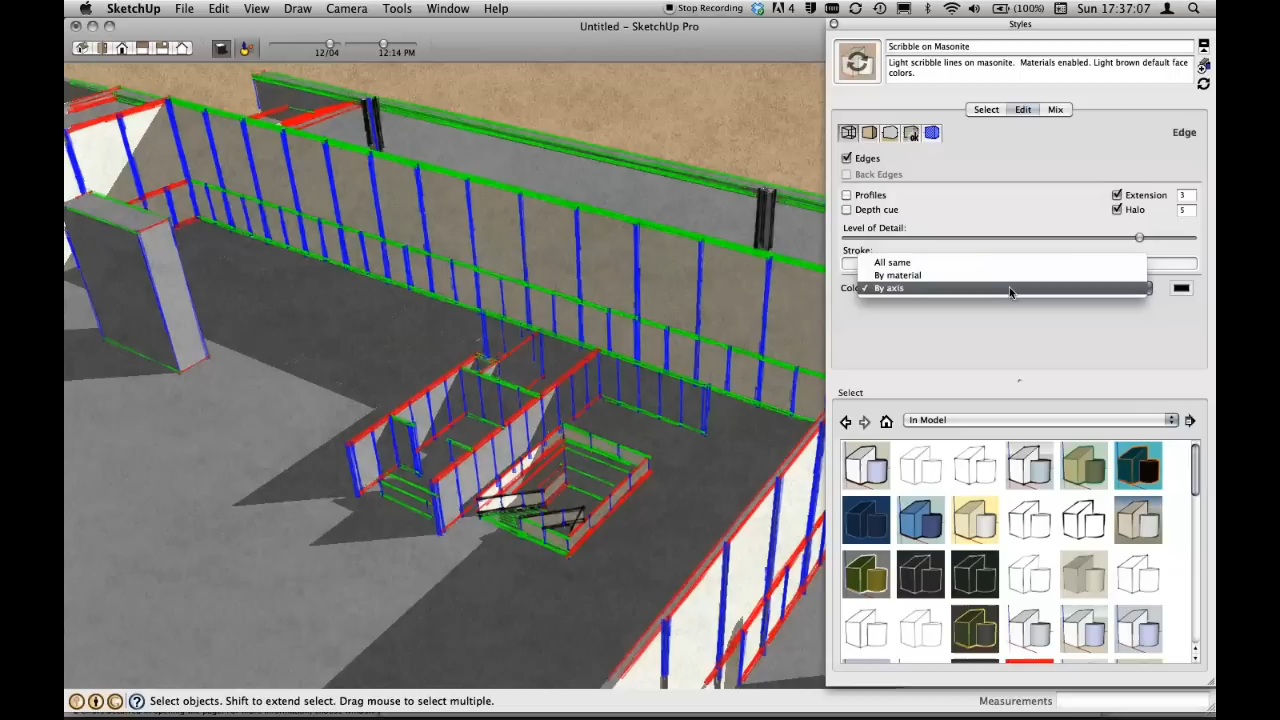 SketchUp File Edit View Draw Camera Tools Window Help Stop Recording 4 (100%) Sun 17:37:07
Untitled - SketchUp Pro
Styles
12/04 12:14 PM
Scribble on Masonite
Light scribble lines on masonite. Materials enabled. Light brown default face
colors.
Select Edit Mix
Edge
Edges
Back Edges
Profiles Extension 3
Depth cue Halo 5
Level of Detail:
Stroke:
All same
By material
Colo ✓ By axis
Select
In Model
Select objects. Shift to extend select. Drag mouse to select multiple.
Measurements